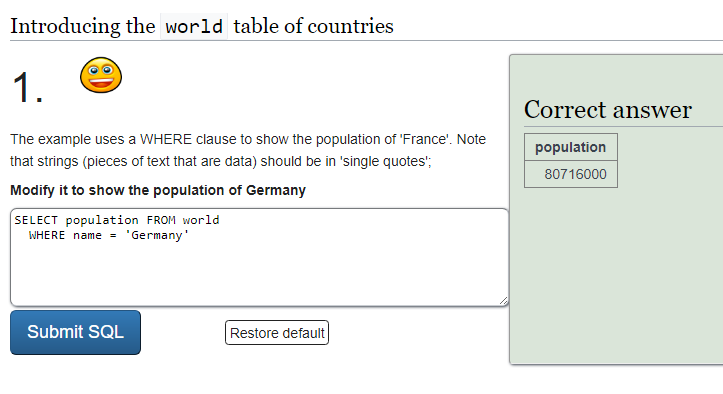 Introducing the world table of countries
1.
The example uses a WHERE clause to show the population of 'France'. Note
that strings (pieces of text that are data) should be in 'single quotes';
Modify it to show the population of Germany
SELECT population FROM world
WHERE name = 'Germany'
Submit SQL
Restore default
Correct answer
population
80716000